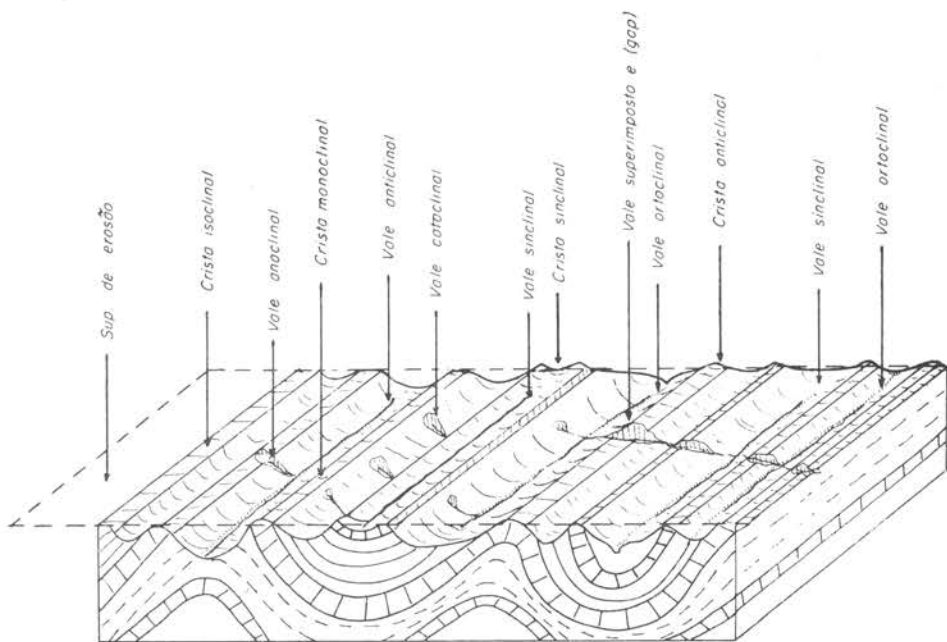 Sup. de erosão
Crista isoclinal
Vale anaclinal
Crista monoclinal
Vale anticlinal
Vale cataclinal
Vale sinclinal
Crista sinclinal
Vale superimposto e (gap)
Vale ortoclinal
Crista anticlinal
Vale sinclinal
Vale ortoclinal